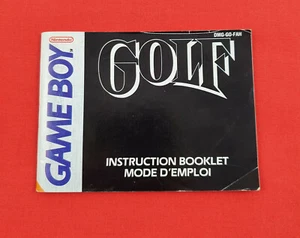 Nintendo
GAME BOY
DMG-GO-FAH
GOLF
INSTRUCTION BOOKLET
MODE D'EMPLOI